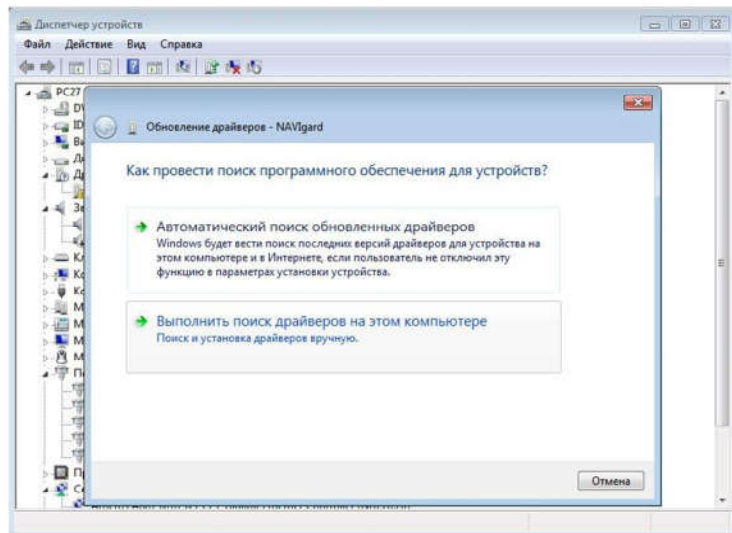 Диспетчер устройств
Файл Действие Вид Справка
PC27
Обновление драйверов - NAVIgard
Как провести поиск программного обеспечения для устройств?
Автоматический поиск обновленных драйверов
Windows будет вести поиск последних версий драйверов для устройства на
этом компьютере и в Интернете, если пользователь не отключил эту
функцию в параметрах установки устройства.
Выполнить поиск драйверов на этом компьютере
Поиск и установка драйверов вручную.
Отмена